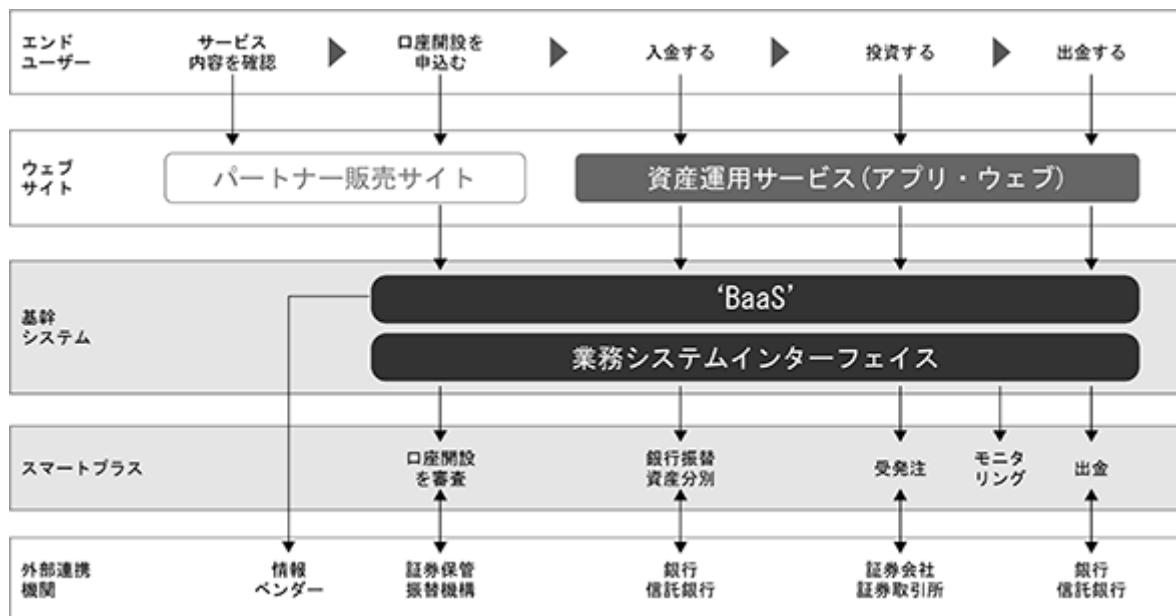 エンド
ユーザー
サービス
内容を確認
口座開設を
申込む
入金する
投資する
出金する
ウェブ
サイト
パートナー販売サイト
資産運用サービス(アプリ・ウェブ)
基幹
システム
‘BaaS’
業務システムインターフェイス
スマートプラス
口座開設
を審査
銀行振替
資産分別
受発注
モニタ
リング
出金
外部連携
機関
情報
ベンダー
証券保管
振替機構
銀行
信託銀行
証券会社
証券取引所
銀行
信託銀行